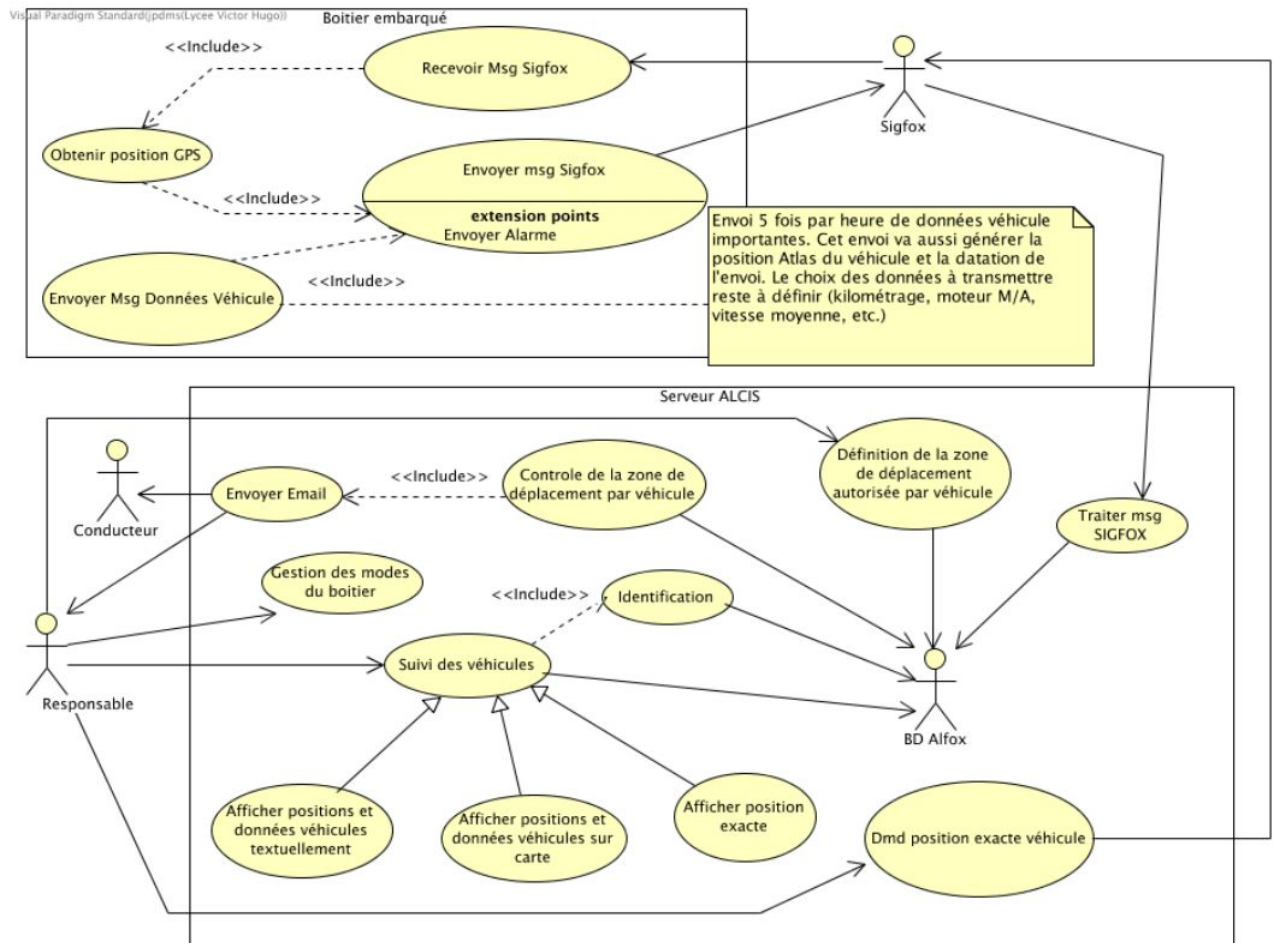 Visual Paradigm Standard(jpdms(Lycee Victor Hugo))
Boitier embarqué
<<Include>>
Recevoir Msg Sigfox
Sigfox
Obtenir position GPS
Envoyer msg Sigfox
<<Include>>
extension points
Envoyer Alarme
Envoyer Msg Données Véhicule
<<Include>>
Envoi 5 fois par heure de données véhicule
importantes. Cet envoi va aussi générer la
position Atlas du véhicule et la datation de
l'envoi. Le choix des données à transmettre
reste à définir (kilométrage, moteur M/A,
vitesse moyenne, etc.)
Serveur ALCIS
Conducteur
Envoyer Email
<<Include>>
Controle de la zone de
déplacement par véhicule
Définition de la zone
de déplacement
autorisée par véhicule
Traiter msg
SIGFOX
Gestion des modes
du boitier
<<Include>>
Identification
Responsable
Suivi des véhicules
BD Alfox
Afficher positions et
données véhicules
textuellement
Afficher positions et
données véhicules sur
carte
Afficher position
exacte
Dmd position exacte véhicule